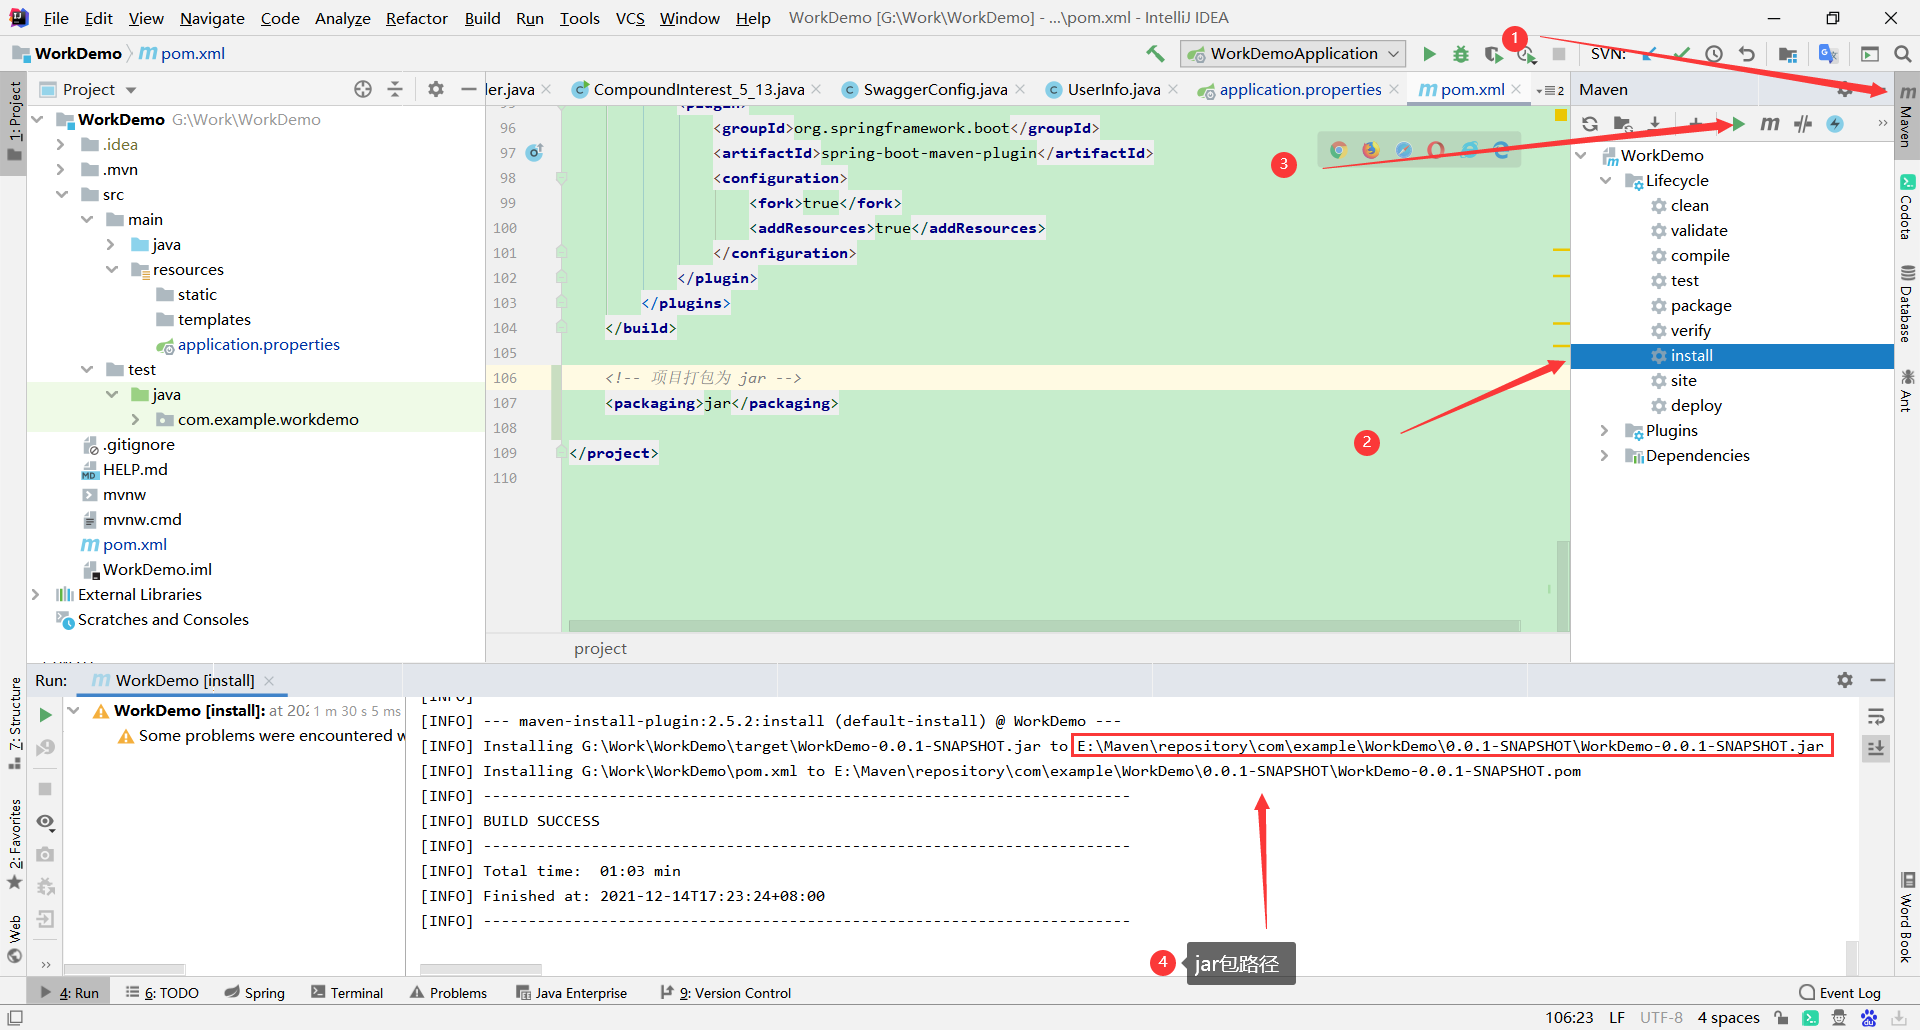 File Edit View Navigate Code Analyze Refactor Build Run Tools VCS Window Help WorkDemo [G:\Work\WorkDemo] - ...\pom.xml - IntelliJ IDEA
WorkDemo pom.xml
WorkDemoApplication
SVN:
1
Project
ler.java CompoundInterest_5_13.java SwaggerConfig.java UserInfo.java application.properties pom.xml 2
Maven
1: Project
WorkDemo G:\Work\WorkDemo
.idea
.mvn
src
main
java
resources
static
templates
application.properties
test
java
com.example.workdemo
.gitignore
HELP.md
mvnw
mvnw.cmd
pom.xml
WorkDemo.iml
External Libraries
Scratches and Consoles
95 <plugin>
96 <groupId>org.springframework.boot</groupId>
97 <artifactId>spring-boot-maven-plugin</artifactId>
98 <configuration>
99 <fork>true</fork>
100 <addResources>true</addResources>
101 </configuration>
102 </plugin>
103 </plugins>
104 </build>
105
106 <!-- 项目打包为 jar -->
107 <packaging>jar</packaging>
108
109 </project>
110
project
3
2
WorkDemo
Lifecycle
clean
validate
compile
test
package
verify
install
site
deploy
Plugins
Dependencies
Maven
Codota
Database
Ant
Word Book
7: Structure
2: Favorites
Web
Run: WorkDemo [install]
WorkDemo [install]: at 202 1 m 30 s 5 ms
Some problems were encountered w
[INFO]
[INFO] --- maven-install-plugin:2.5.2:install (default-install) @ WorkDemo ---
[INFO] Installing G:\Work\WorkDemo\target\WorkDemo-0.0.1-SNAPSHOT.jar to E:\Maven\repository\com\example\WorkDemo\0.0.1-SNAPSHOT\WorkDemo-0.0.1-SNAPSHOT.jar
[INFO] Installing G:\Work\WorkDemo\pom.xml to E:\Maven\repository\com\example\WorkDemo\0.0.1-SNAPSHOT\WorkDemo-0.0.1-SNAPSHOT.pom
[INFO] ------------------------------------------------------------------------
[INFO] BUILD SUCCESS
[INFO] ------------------------------------------------------------------------
[INFO] Total time:  01:03 min
[INFO] Finished at: 2021-12-14T17:23:24+08:00
[INFO] ------------------------------------------------------------------------
4 jar包路径
4: Run 6: TODO Spring Terminal Problems Java Enterprise 9: Version Control Event Log
106:23 LF UTF-8 4 spaces